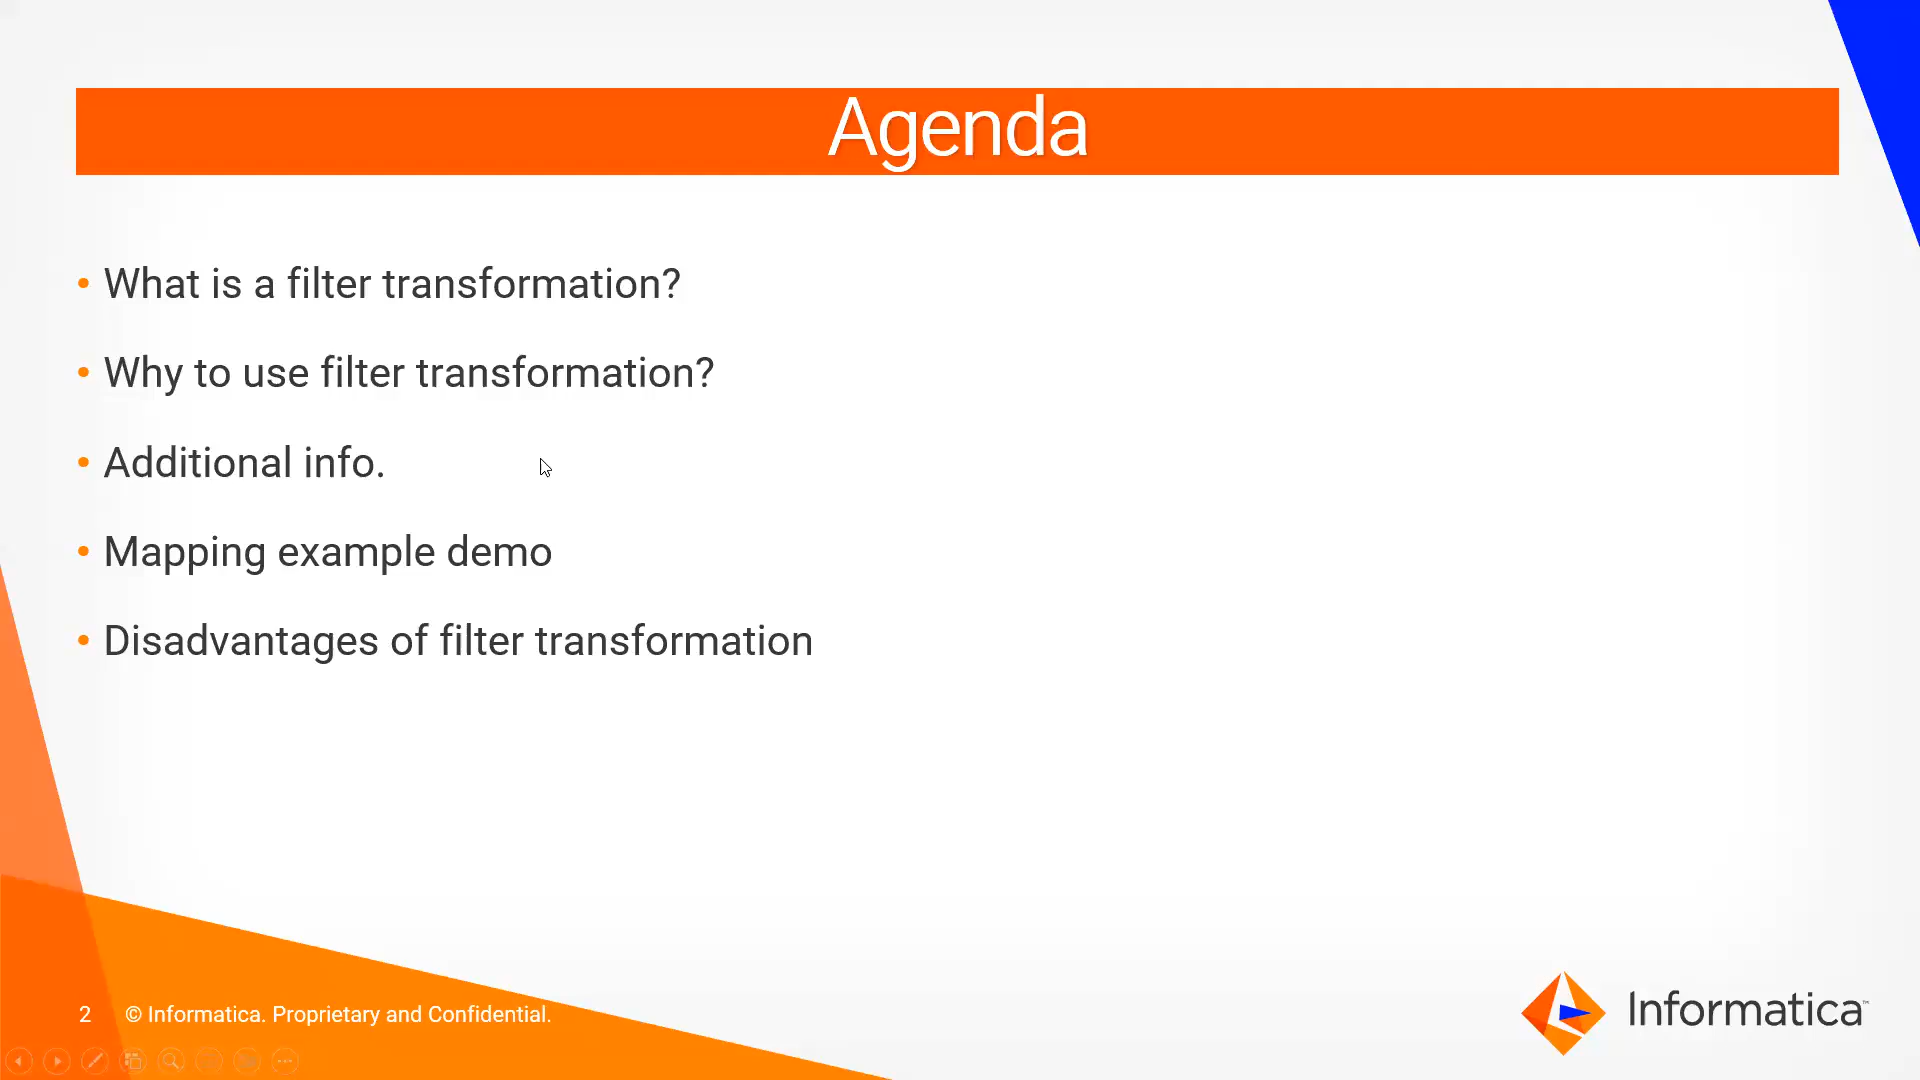 Agenda
• What is a filter transformation?
• Why to use filter transformation?
• Additional info.
• Mapping example demo
• Disadvantages of filter transformation
2 © Informatica. Proprietary and Confidential.
Informatica™